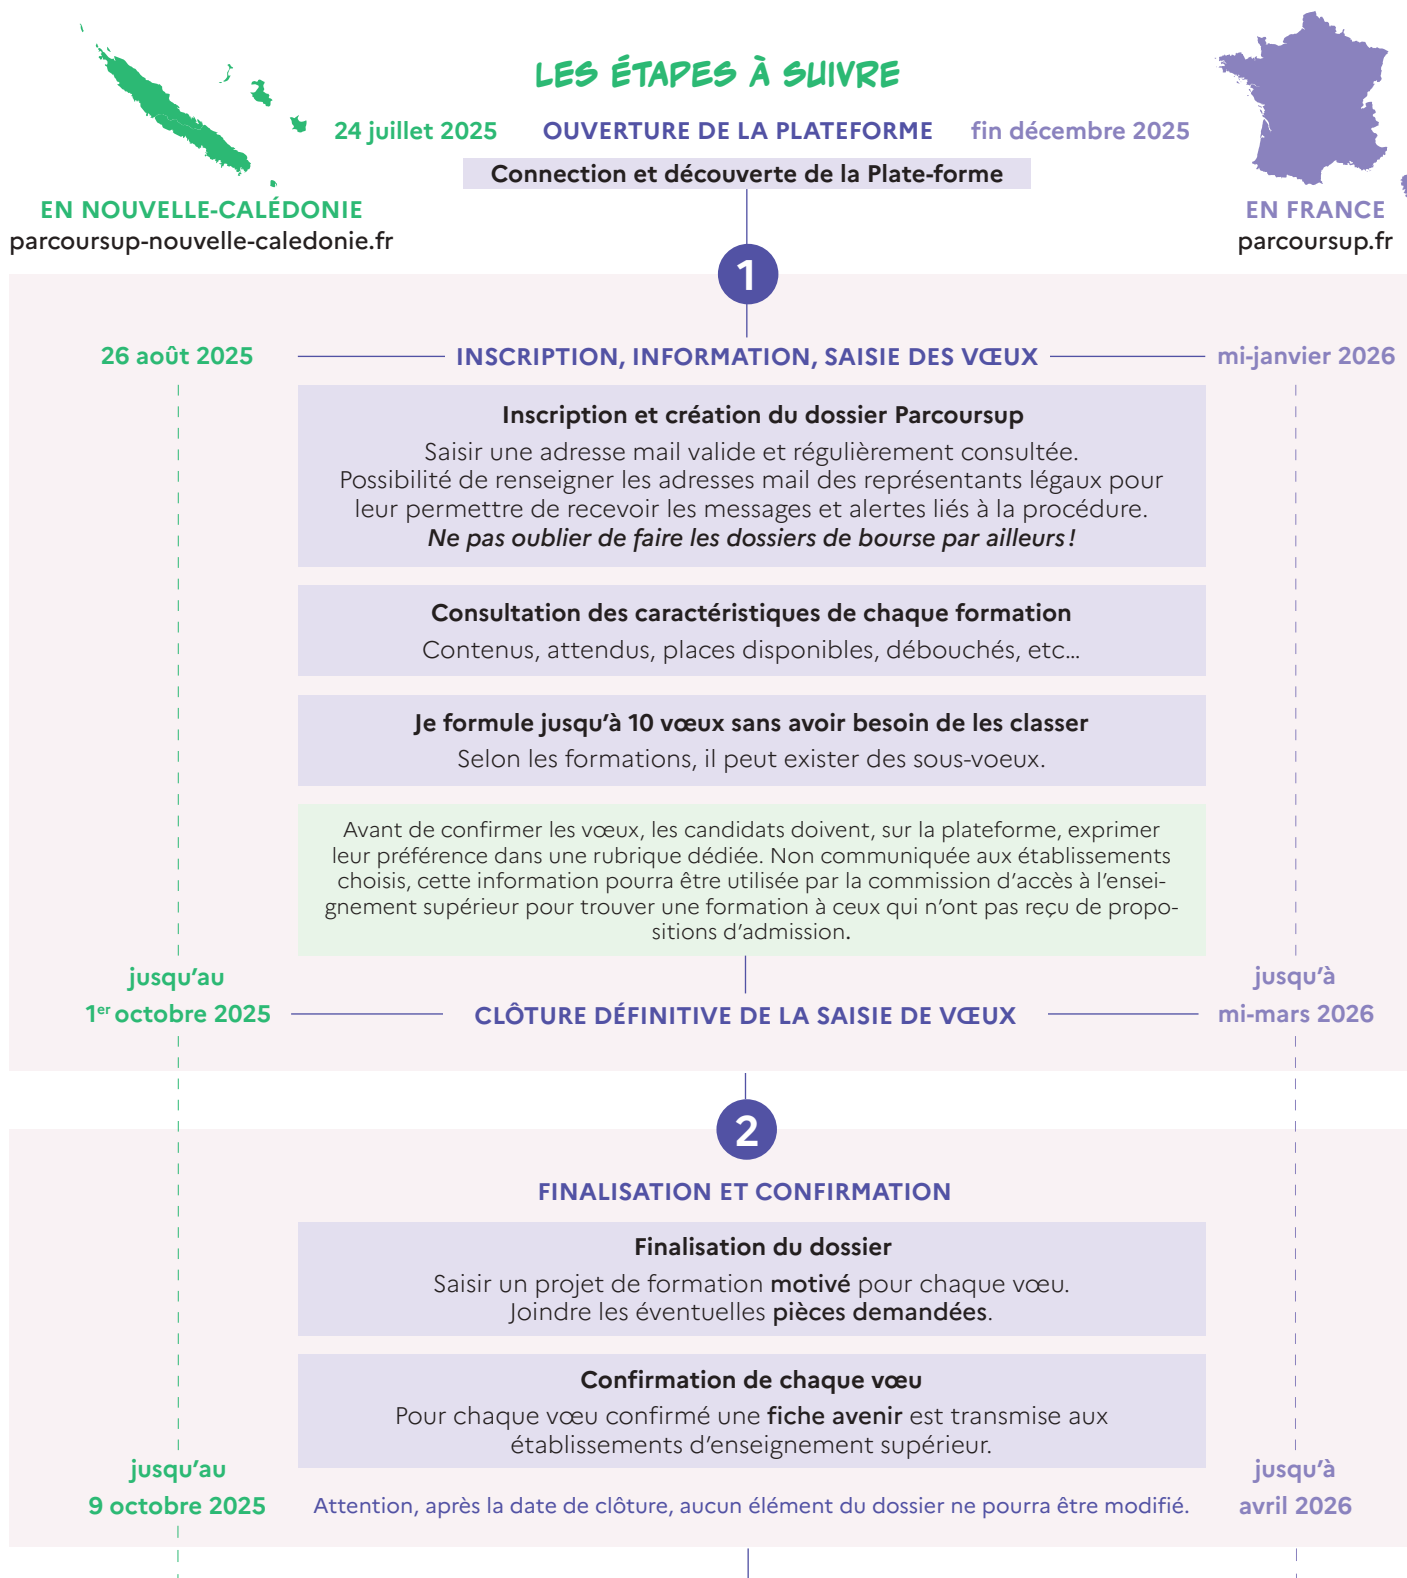 LES ÉTAPES À SUIVRE
24 juillet 2025 OUVERTURE DE LA PLATEFORME fin décembre 2025
Connection et découverte de la Plate-forme
EN NOUVELLE-CALÉDONIE
parcoursup-nouvelle-caledonie.fr
EN FRANCE
parcoursup.fr
1
26 août 2025 INSCRIPTION, INFORMATION, SAISIE DES VŒUX mi-janvier 2026
Inscription et création du dossier Parcoursup
Saisir une adresse mail valide et régulièrement consultée.
Possibilité de renseigner les adresses mail des représentants légaux pour
leur permettre de recevoir les messages et alertes liés à la procédure.
Ne pas oublier de faire les dossiers de bourse par ailleurs !
Consultation des caractéristiques de chaque formation
Contenus, attendus, places disponibles, débouchés, etc...
Je formule jusqu'à 10 vœux sans avoir besoin de les classer
Selon les formations, il peut exister des sous-voeux.
Avant de confirmer les vœux, les candidats doivent, sur la plateforme, exprimer
leur préférence dans une rubrique dédiée. Non communiquée aux établissements
choisis, cette information pourra être utilisée par la commission d'accès à l'ensei-
gnement supérieur pour trouver une formation à ceux qui n'ont pas reçu de propo-
sitions d'admission.
jusqu'au
1er octobre 2025 CLÔTURE DÉFINITIVE DE LA SAISIE DE VŒUX
jusqu'à
mi-mars 2026
2
FINALISATION ET CONFIRMATION
Finalisation du dossier
Saisir un projet de formation motivé pour chaque vœu.
Joindre les éventuelles pièces demandées.
Confirmation de chaque vœu
Pour chaque vœu confirmé une fiche avenir est transmise aux
établissements d'enseignement supérieur.
jusqu'au
9 octobre 2025 Attention, après la date de clôture, aucun élément du dossier ne pourra être modifié.
jusqu'à
avril 2026